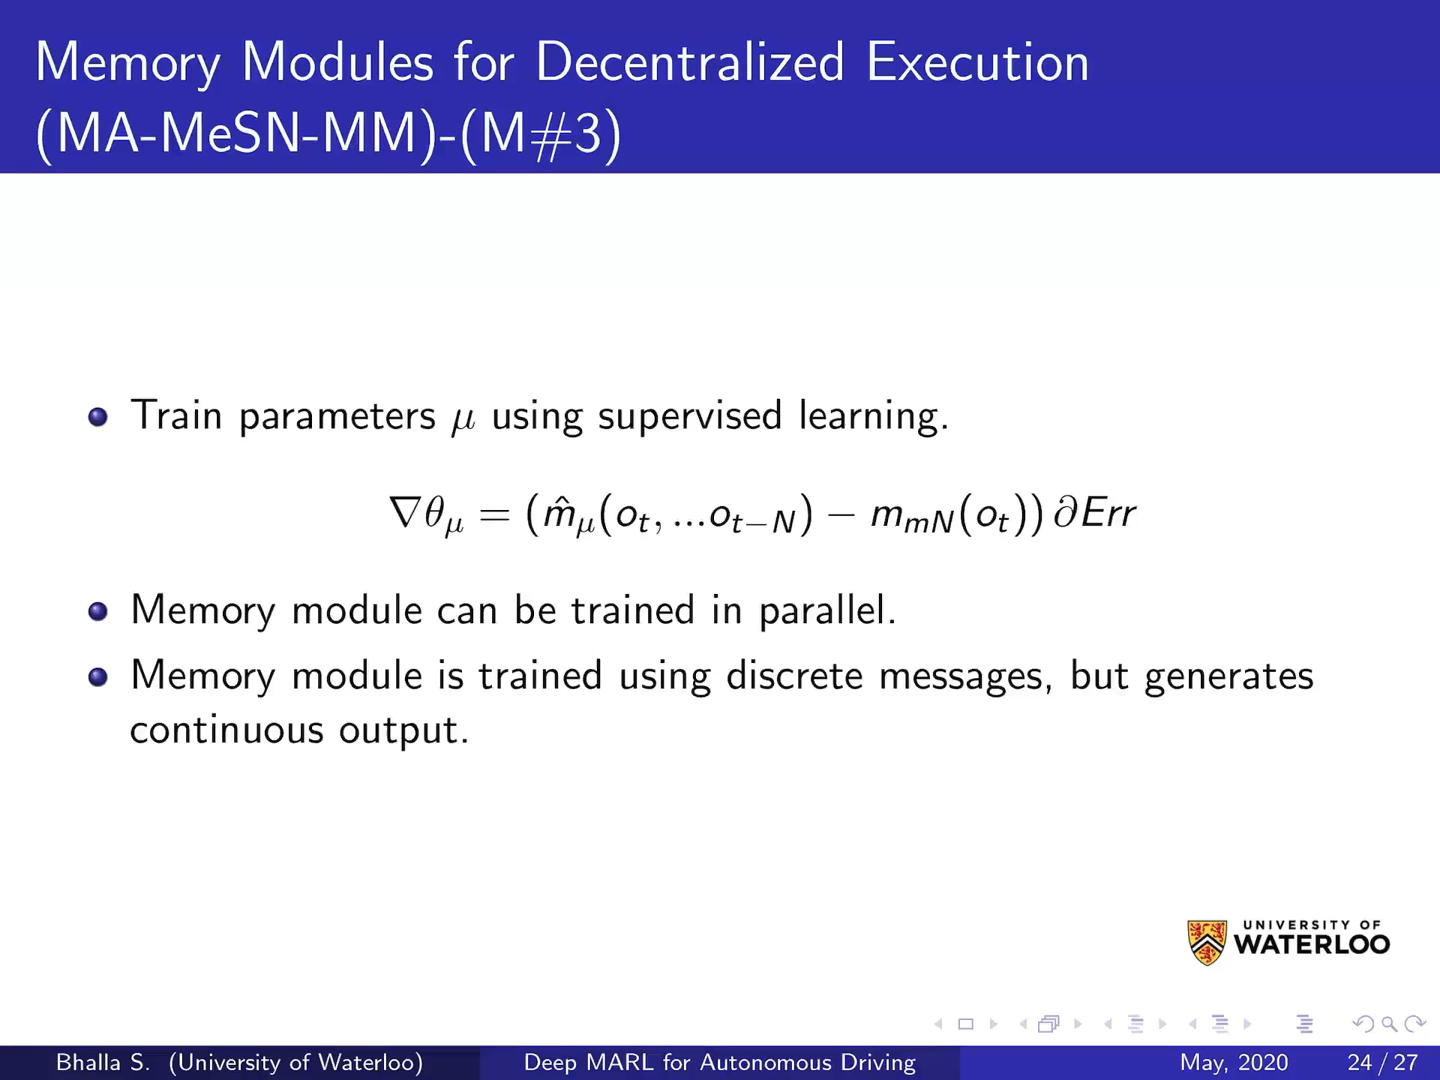 Memory Modules for Decentralized Execution
(MA-MeSN-MM)-(M#3)
Train parameters μ using supervised learning.
∇θ_μ = (m̂_μ(o_t, ...o_{t−N}) − m_{mN}(o_t)) ∂Err
Memory module can be trained in parallel.
Memory module is trained using discrete messages, but generates
continuous output.
UNIVERSITY OF
WATERLOO
Bhalla S. (University of Waterloo) Deep MARL for Autonomous Driving May, 2020 24 / 27